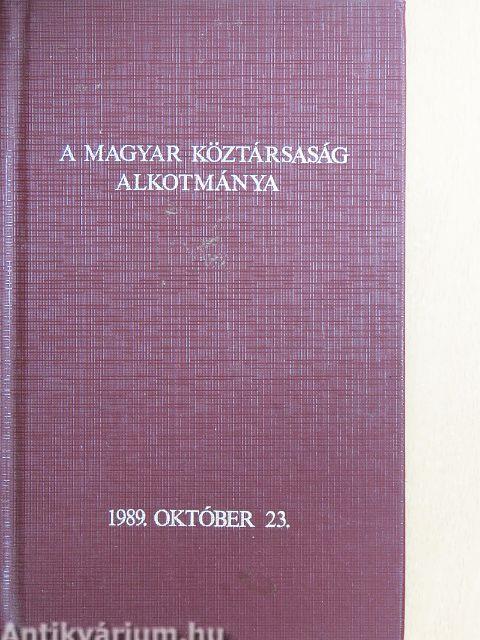 A MAGYAR KÖZTÁRSASÁG
ALKOTMÁNYA
1989. OKTÓBER 23.
Antikvárium.hu